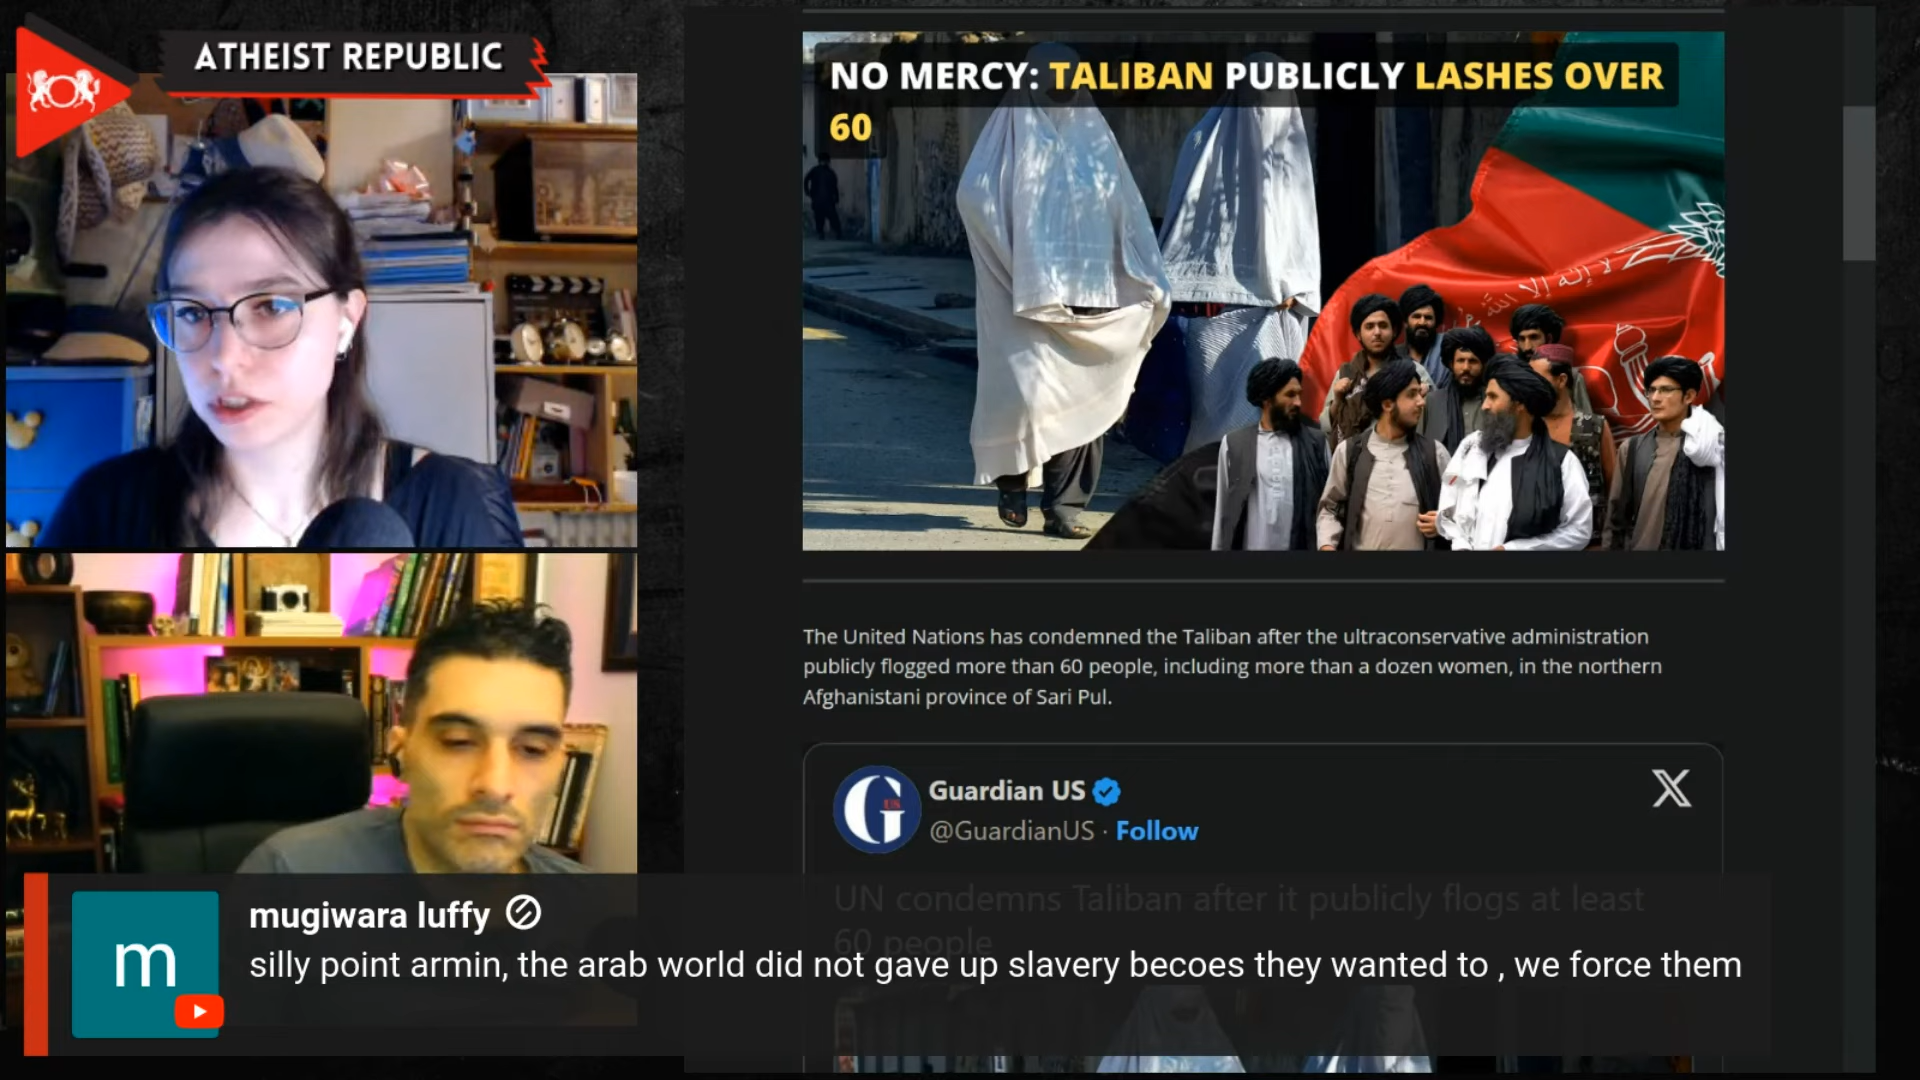 ATHEIST REPUBLIC
NO MERCY: TALIBAN PUBLICLY LASHES OVER
60
The United Nations has condemned the Taliban after the ultraconservative administration
publicly flogged more than 60 people, including more than a dozen women, in the northern
Afghanistani province of Sari Pul.
G US
Guardian US
@GuardianUS · Follow
X
UN condemns Taliban after it publicly flogs at least
60 people
m
mugiwara luffy
silly point armin, the arab world did not gave up slavery becoes they wanted to , we force them